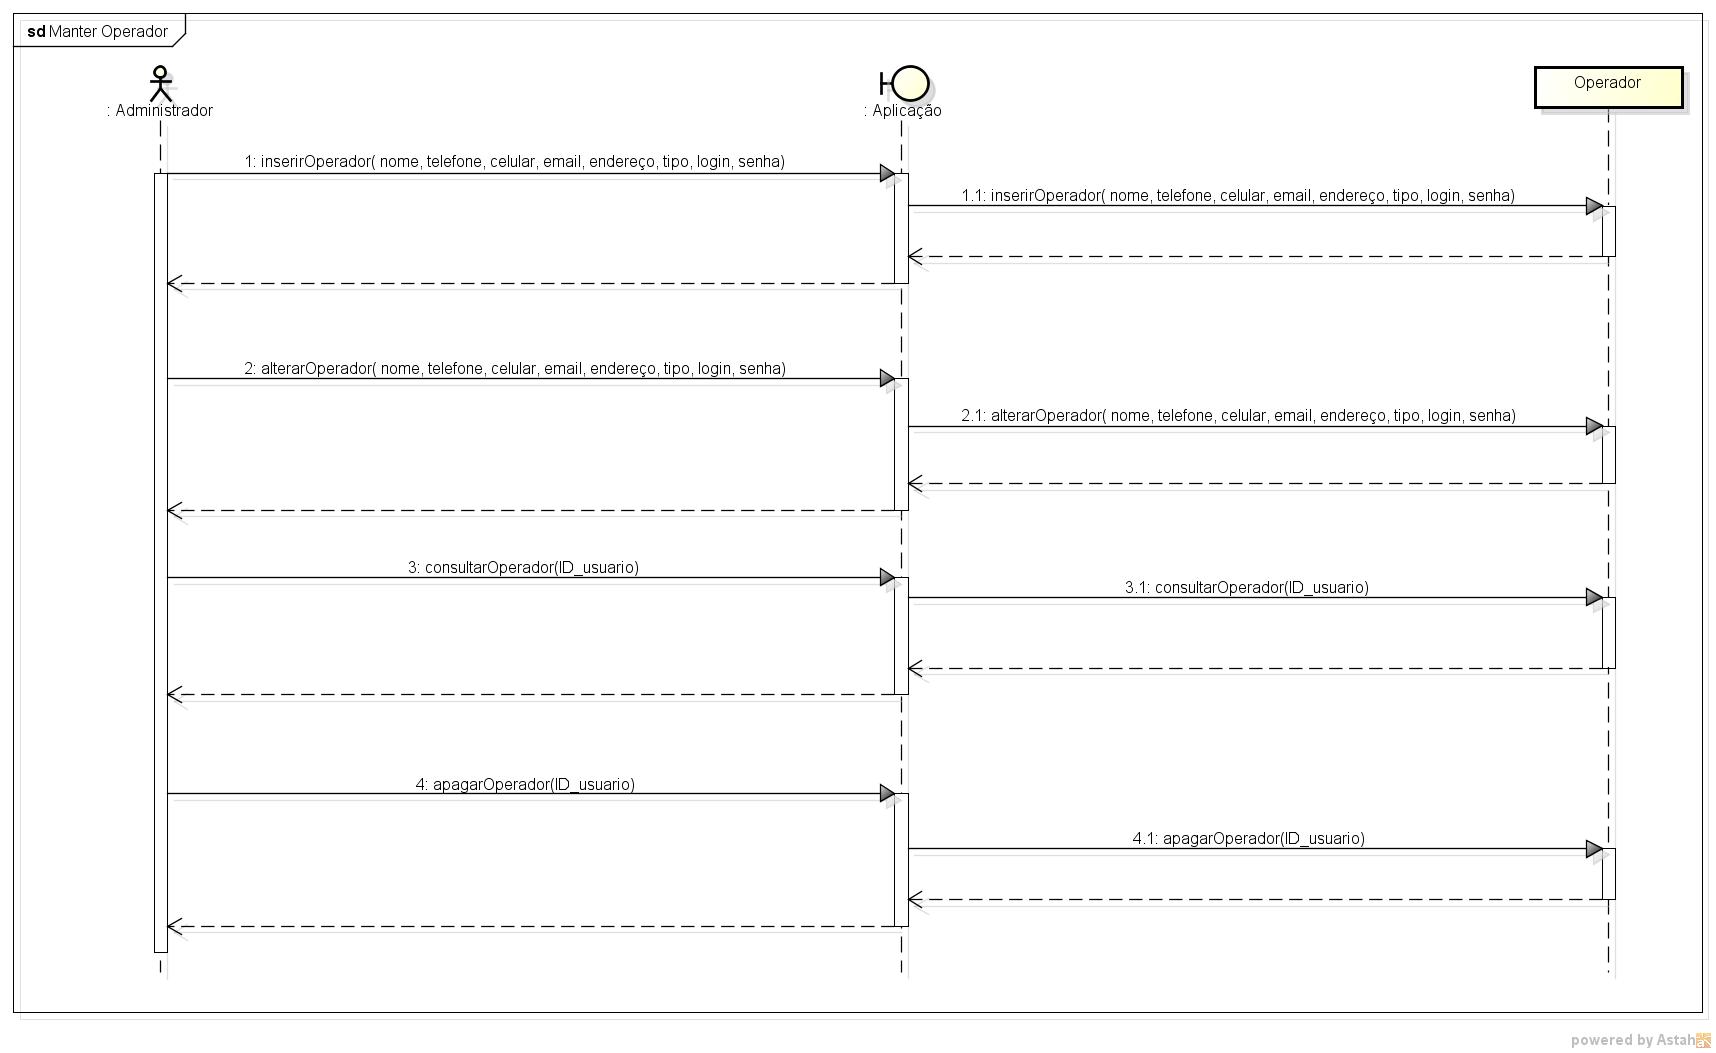 sd Manter Operador
: Administrador
: Aplicação
Operador
1: inserirOperador( nome, telefone, celular, email, endereço, tipo, login, senha)
1.1: inserirOperador( nome, telefone, celular, email, endereço, tipo, login, senha)
2: alterarOperador( nome, telefone, celular, email, endereço, tipo, login, senha)
2.1: alterarOperador( nome, telefone, celular, email, endereço, tipo, login, senha)
3: consultarOperador(ID_usuario)
3.1: consultarOperador(ID_usuario)
4: apagarOperador(ID_usuario)
4.1: apagarOperador(ID_usuario)
powered by Astah